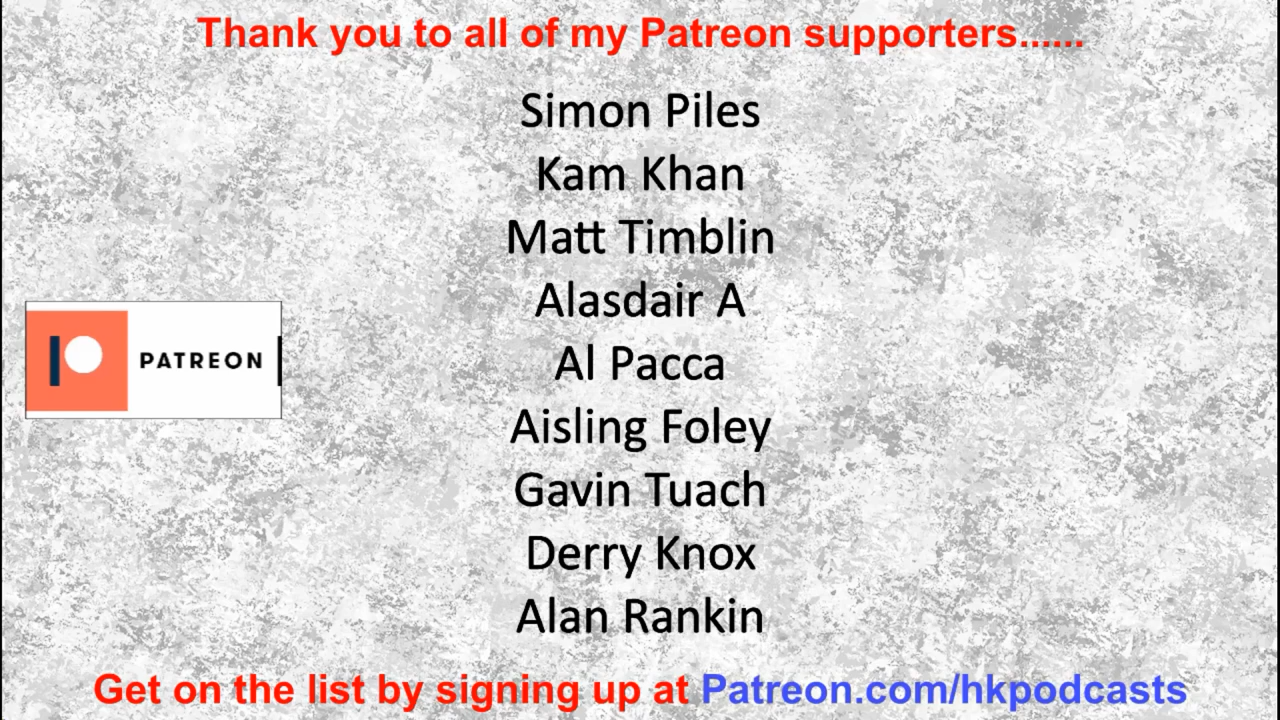 Thank you to all of my Patreon supporters......
Simon Piles
Kam Khan
Matt Timblin
Alasdair A
Al Pacca
PATREON
Aisling Foley
Gavin Tuach
Derry Knox
Alan Rankin
Get on the list by signing up at Patreon.com/hkpodcasts